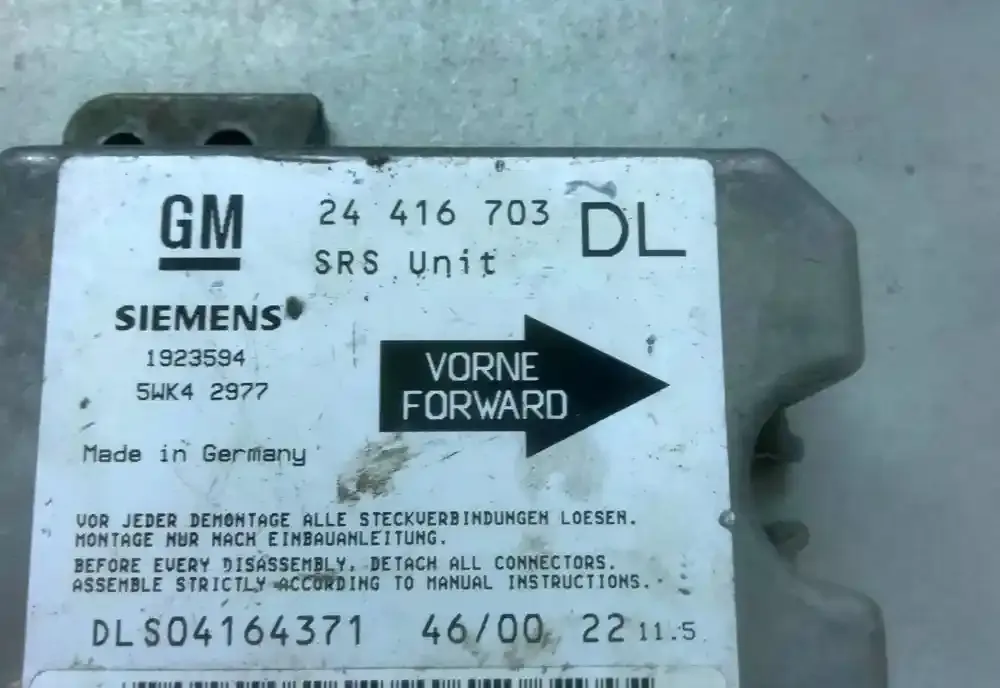 GM
24 416 703 DL
SRS Unit
SIEMENS
1923594
5WK4 2977
VORNE
FORWARD
Made in Germany
VOR JEDER DEMONTAGE ALLE STECKVERBINDUNGEN LOESEN.
MONTAGE NUR NACH EINBAUANLEITUNG.
BEFORE EVERY DISASSEMBLY, DETACH ALL CONNECTORS.
ASSEMBLE STRICTLY ACCORDING TO MANUAL INSTRUCTIONS.
DLS04164371 46/00 22 11.5